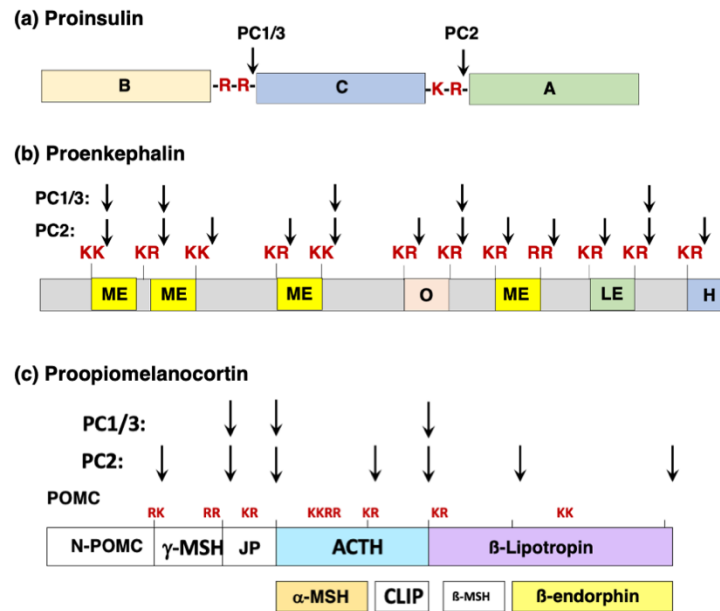 (a) Proinsulin
PC1/3 PC2
B -R-R- C -K-R- A
(b) Proenkephalin
PC1/3:
PC2:
KK KR KK KR KK KR KR KR RR KR KR KR
ME ME ME O ME LE H
(c) Proopiomelanocortin
PC1/3:
PC2:
POMC
RK RR KR KKRR KR KR KK
N-POMC γ-MSH JP ACTH ß-Lipotropin
α-MSH CLIP ß-MSH ß-endorphin